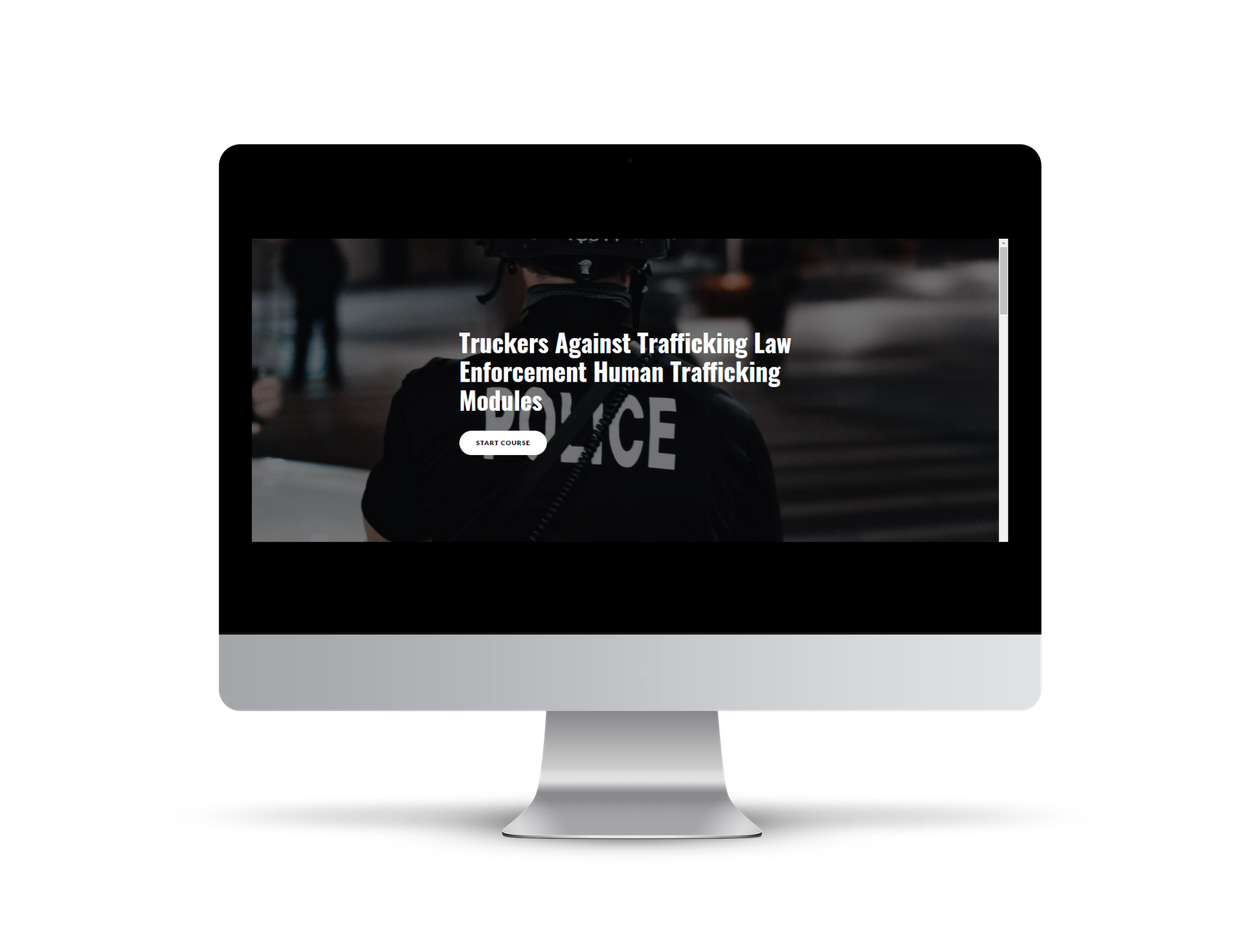 Truckers Against Trafficking Law
Enforcement Human Trafficking
Modules
POLICE
START COURSE